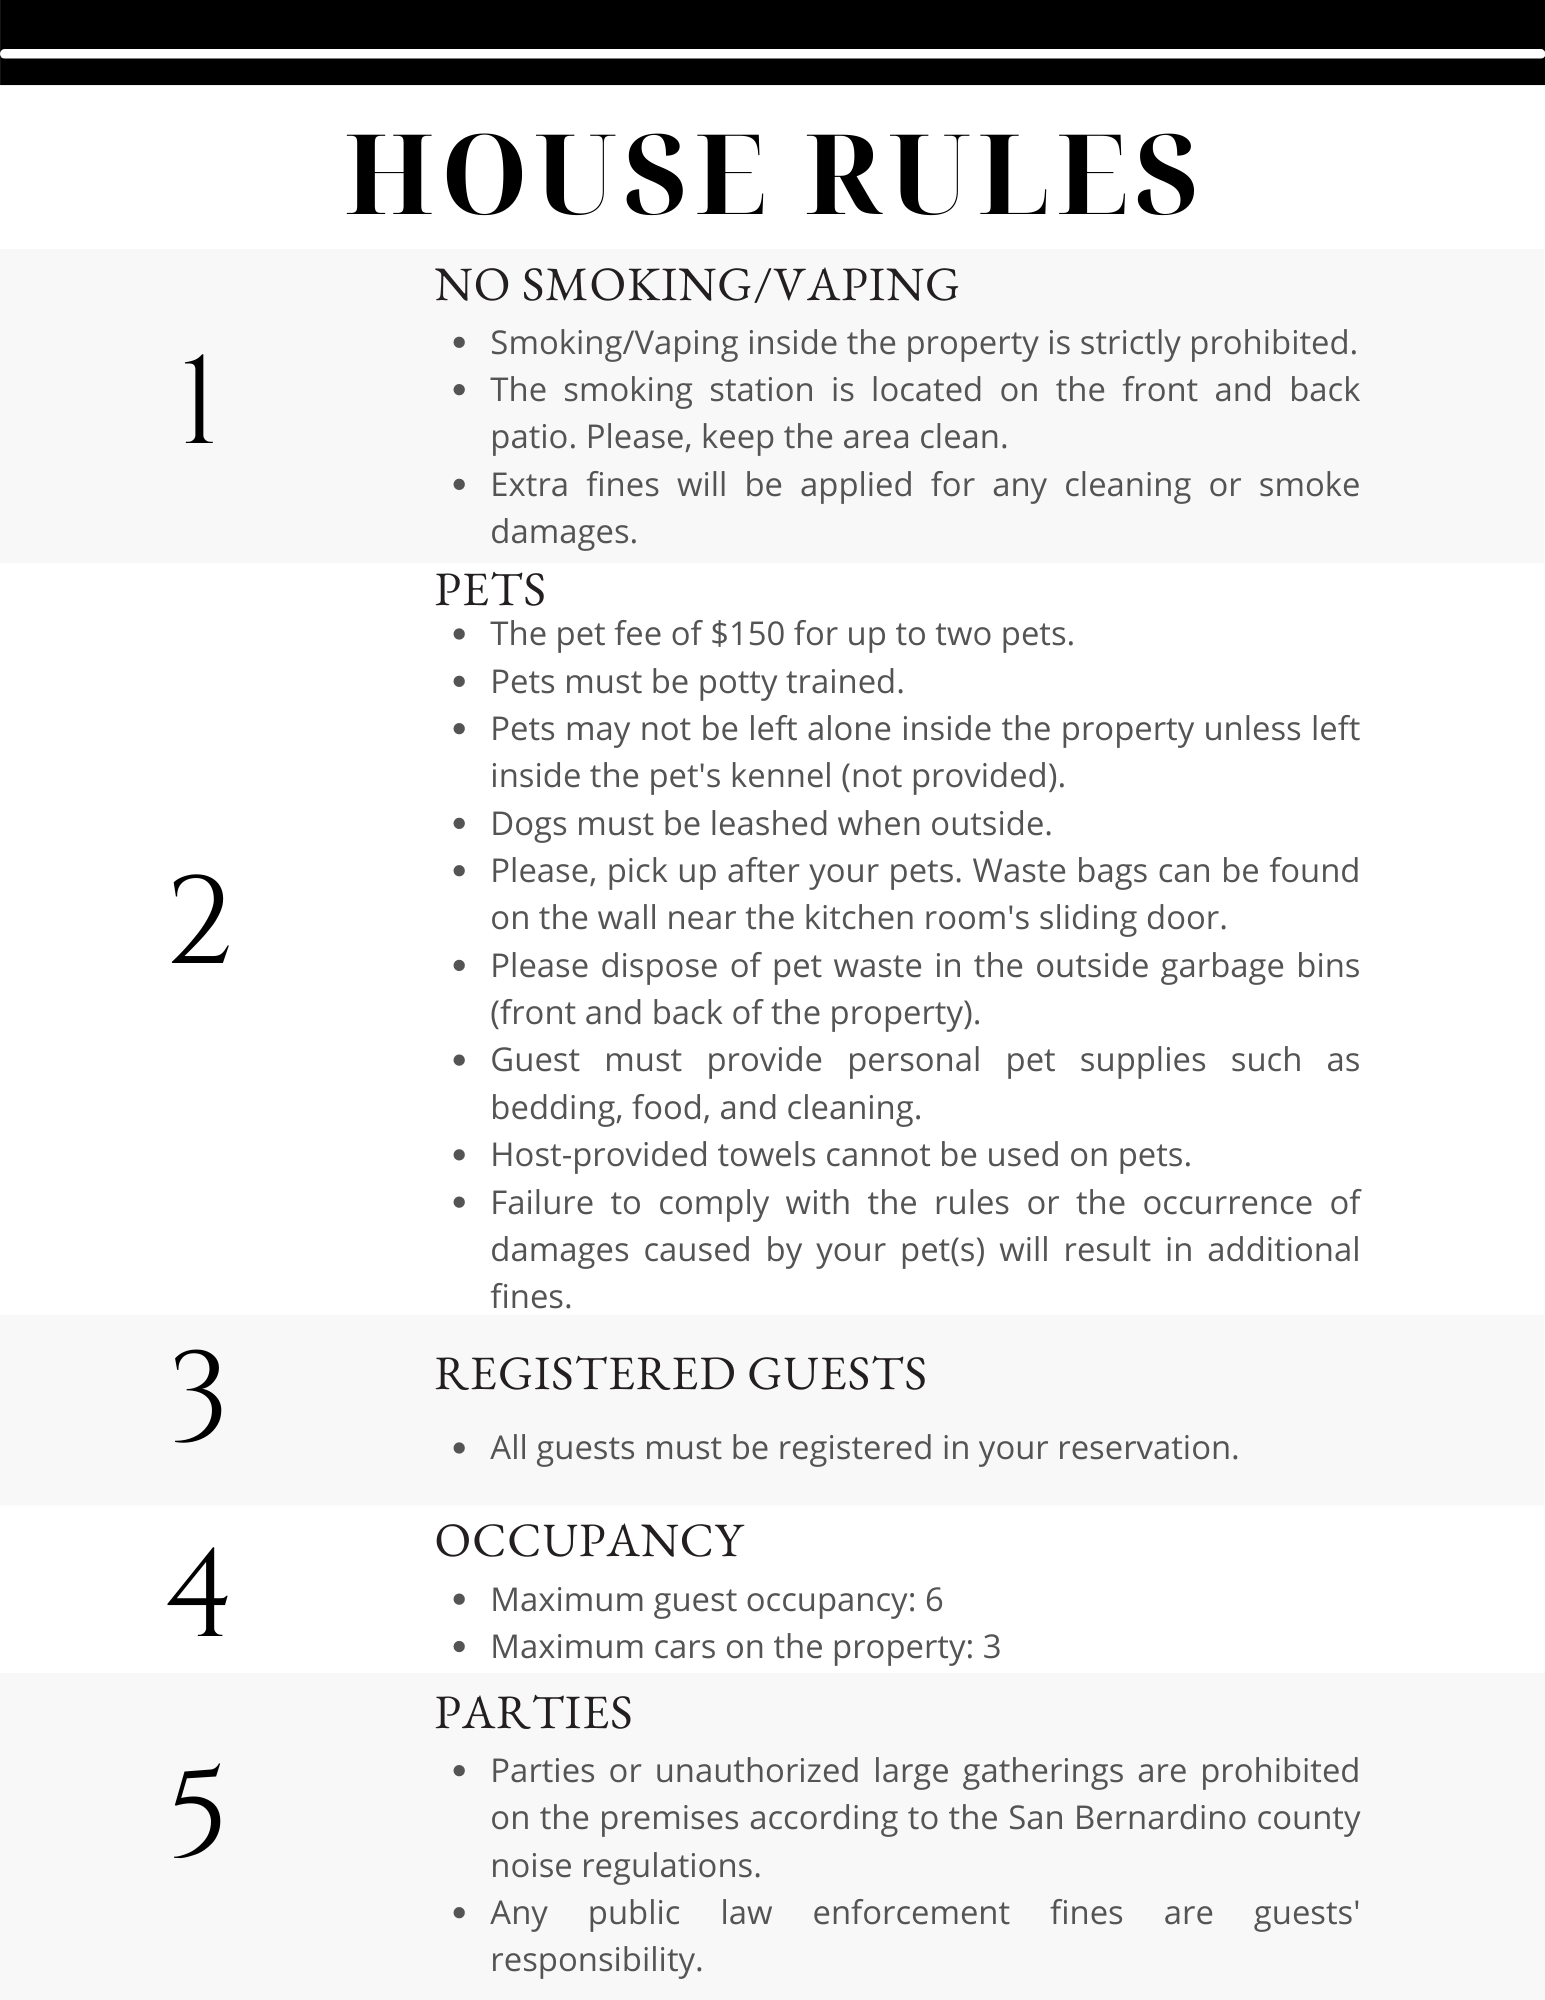 HOUSE RULES
1
NO SMOKING/VAPING
• Smoking/Vaping inside the property is strictly prohibited.
• The smoking station is located on the front and back
patio. Please, keep the area clean.
• Extra fines will be applied for any cleaning or smoke
damages.
2
PETS
• The pet fee of $150 for up to two pets.
• Pets must be potty trained.
• Pets may not be left alone inside the property unless left
inside the pet's kennel (not provided).
• Dogs must be leashed when outside.
• Please, pick up after your pets. Waste bags can be found
on the wall near the kitchen room's sliding door.
• Please dispose of pet waste in the outside garbage bins
(front and back of the property).
• Guest must provide personal pet supplies such as
bedding, food, and cleaning.
• Host-provided towels cannot be used on pets.
• Failure to comply with the rules or the occurrence of
damages caused by your pet(s) will result in additional
fines.
3
REGISTERED GUESTS
• All guests must be registered in your reservation.
4
OCCUPANCY
• Maximum guest occupancy: 6
• Maximum cars on the property: 3
5
PARTIES
• Parties or unauthorized large gatherings are prohibited
on the premises according to the San Bernardino county
noise regulations.
• Any public law enforcement fines are guests'
responsibility.